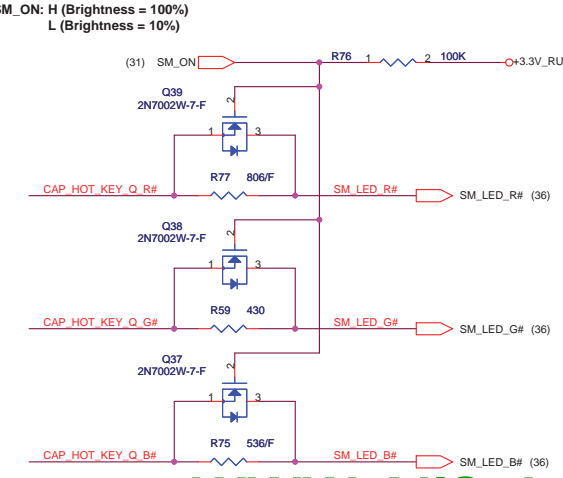 SM_ON: H (Brightness = 100%)
L (Brightness = 10%)
(31) SM_ON
R76 1 2 100K
+3.3V_RU
Q39
2N7002W-7-F
2
1 3
R77 806/F
CAP_HOT_KEY_Q_R# SM_LED_R# SM_LED_R# (36)
Q38
2N7002W-7-F
2
1 3
R59 430
CAP_HOT_KEY_Q_G# SM_LED_G# SM_LED_G# (36)
Q37
2N7002W-7-F
2
1 3
R75 536/F
CAP_HOT_KEY_Q_B# SM_LED_B# SM_LED_B# (36)